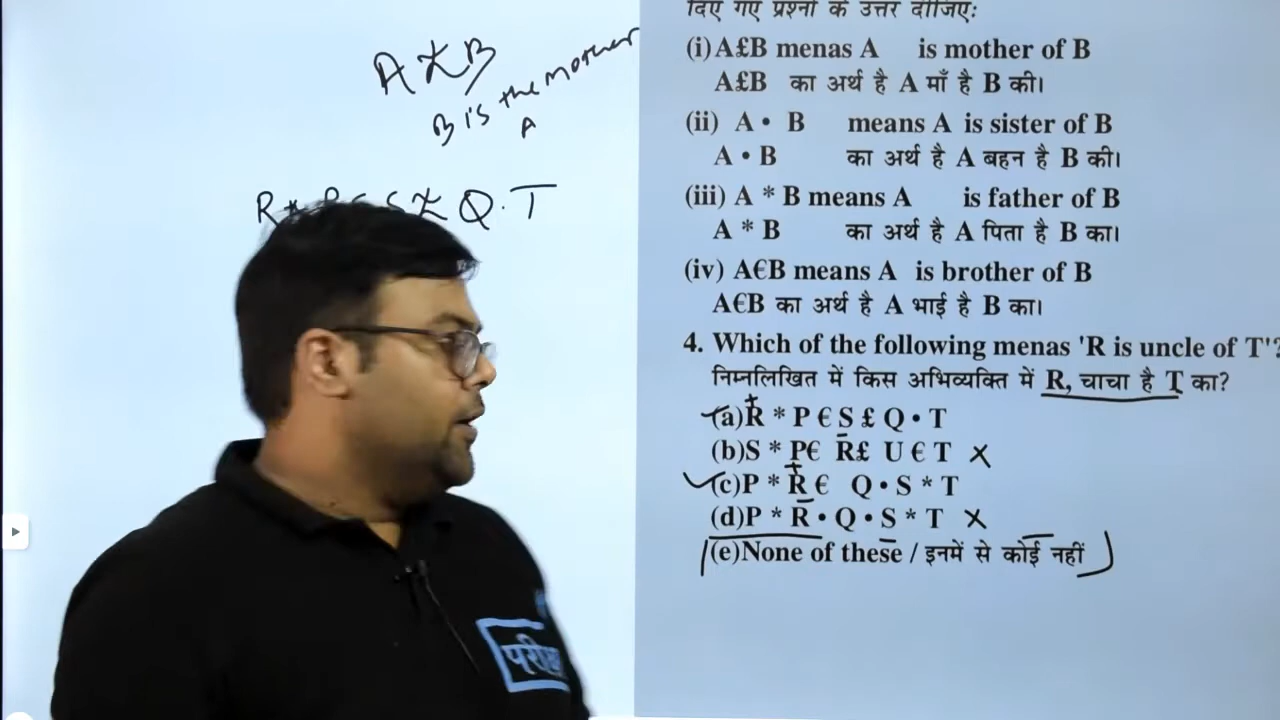 A £ B
B is the mother
A
R * P € S £ Q . T
दिए गए प्रश्नों के उत्तर दीजिएः
(i) A£B menas A is mother of B
A£B का अर्थ है A माँ है B की।
(ii) A • B means A is sister of B
A • B का अर्थ है A बहन है B की।
(iii) A * B means A is father of B
A * B का अर्थ है A पिता है B का।
(iv) A€B means A is brother of B
A€B का अर्थ है A भाई है B का।
4. Which of the following menas 'R is uncle of T'?
निम्नलिखित में किस अभिव्यक्ति में R, चाचा है T का?
(a)R * P € S £ Q • T
(b)S * P€ R£ U € T ×
(c)P * R € Q • S * T
(d)P * R • Q • S * T ×
(e)None of these / इनमें से कोई नहीं
परीक्षा